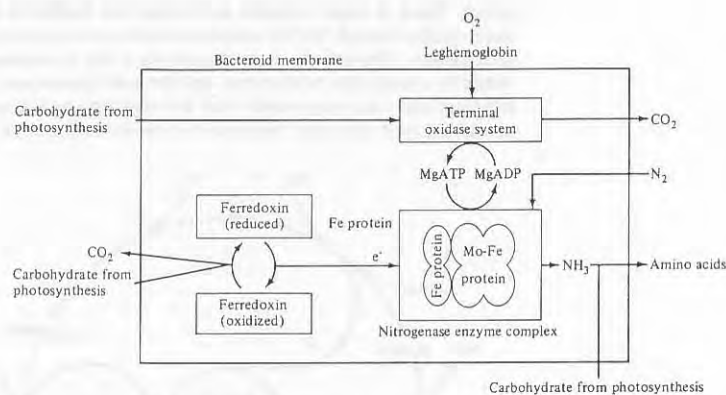 O2
Leghemoglobin
Bacteroid membrane
Carbohydrate from
photosynthesis
Terminal
oxidase system
CO2
MgATP MgADP
N2
Ferredoxin
(reduced)
Fe protein
CO2
Carbohydrate from
photosynthesis
e-
Fe protein
Mo-Fe
protein
NH3
Amino acids
Ferredoxin
(oxidized)
Nitrogenase enzyme complex
Carbohydrate from photosynthesis